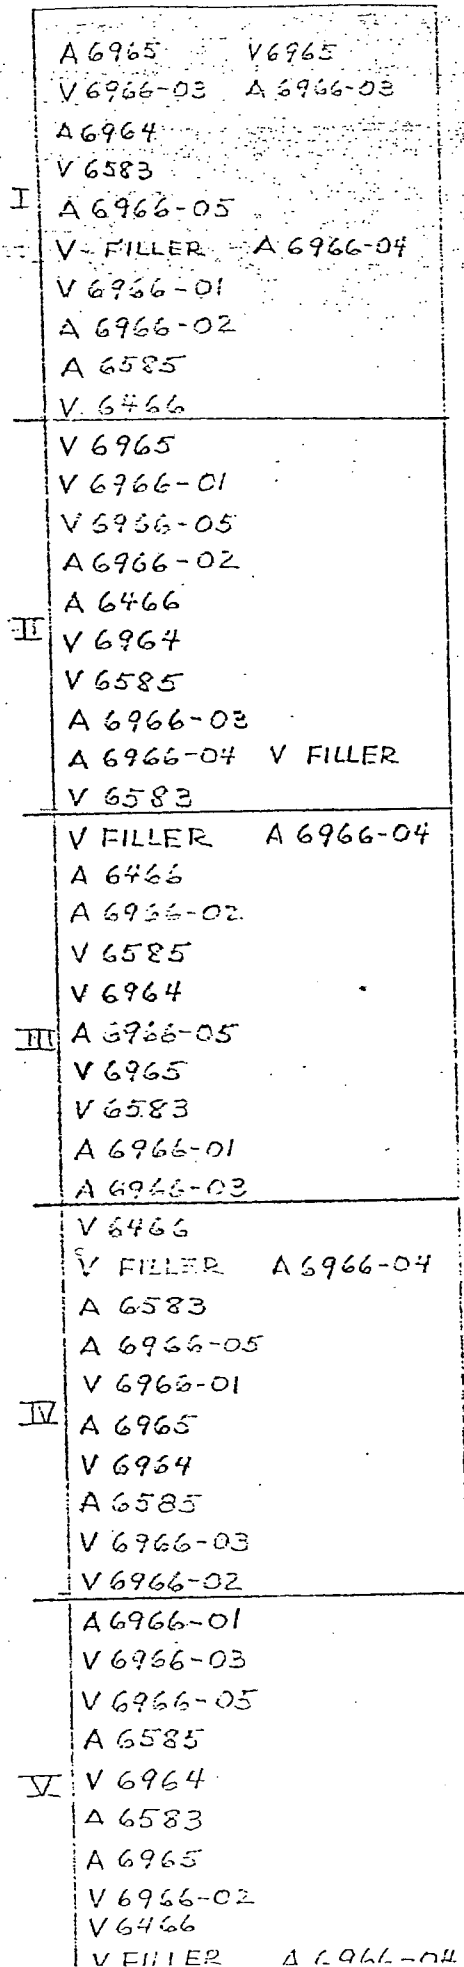 A 6965 V 6965
V 6966-03 A 6966-03
A 6964
V 6583
I A 6966-05
V- FILLER A 6966-04
V 6966-01
A 6966-02
A 6585
V 6466
V 6965
V 6966-01
V 6966-05
A 6966-02
A 6466
II V 6964
V 6585
A 6966-03
A 6966-04 V FILLER
V 6583
V FILLER A 6966-04
A 6466
A 6966-02
V 6585
V 6964
III A 6966-05
V 6965
V 6583
A 6966-01
A 6966-03
V 6466
V FILLER A 6966-04
A 6583
A 6966-05
V 6966-01
IV A 6965
V 6964
A 6585
V 6966-03
V 6966-02
A 6966-01
V 6966-03
V 6966-05
A 6585
V V 6964
A 6583
A 6965
V 6966-02
V 6466
V FILLER A 6966-04